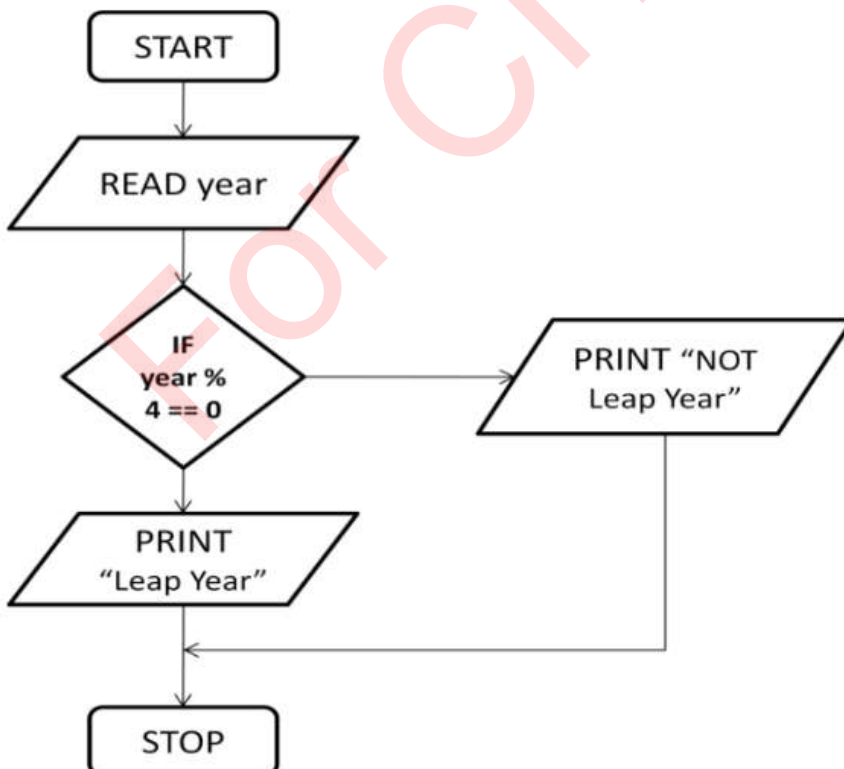 START
READ year
IF
year %
4 == 0
PRINT “NOT
Leap Year”
PRINT
“Leap Year”
STOP
For